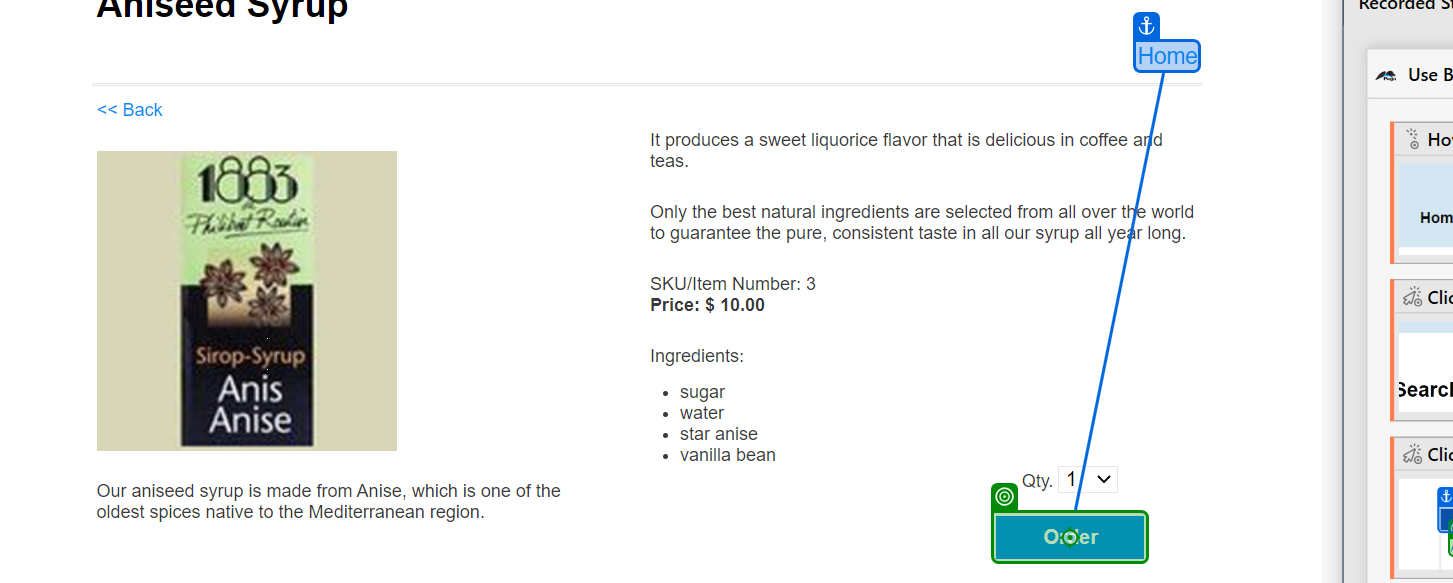 Aniseed Syrup
Home
<< Back
It produces a sweet liquorice flavor that is delicious in coffee and
teas.
Only the best natural ingredients are selected from all over the world
to guarantee the pure, consistent taste in all our syrup all year long.
SKU/Item Number: 3
Price: $ 10.00
Ingredients:
sugar
water
star anise
vanilla bean
Qty. 1
Order
1883
de
Philibert Routin
Sirop-Syrup
Anis
Anise
Our aniseed syrup is made from Anise, which is one of the
oldest spices native to the Mediterranean region.
Recorded St
Use B
Ho
Hom
Clic
Search
Clic